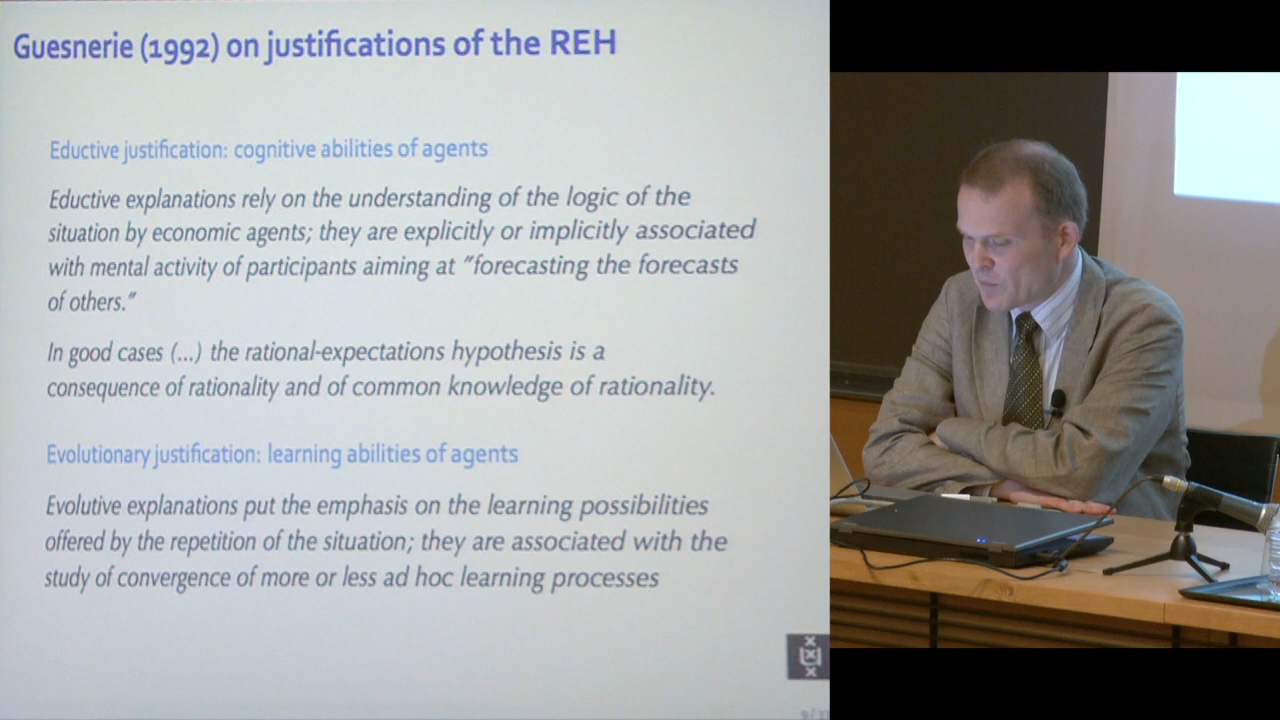 Guesnerie (1992) on justifications of the REH
Eductive justification: cognitive abilities of agents
Eductive explanations rely on the understanding of the logic of the
situation by economic agents; they are explicitly or implicitly associated
with mental activity of participants aiming at "forecasting the forecasts
of others."
In good cases (...) the rational-expectations hypothesis is a
consequence of rationality and of common knowledge of rationality.
Evolutionary justification: learning abilities of agents
Evolutive explanations put the emphasis on the learning possibilities
offered by the repetition of the situation; they are associated with the
study of convergence of more or less ad hoc learning processes